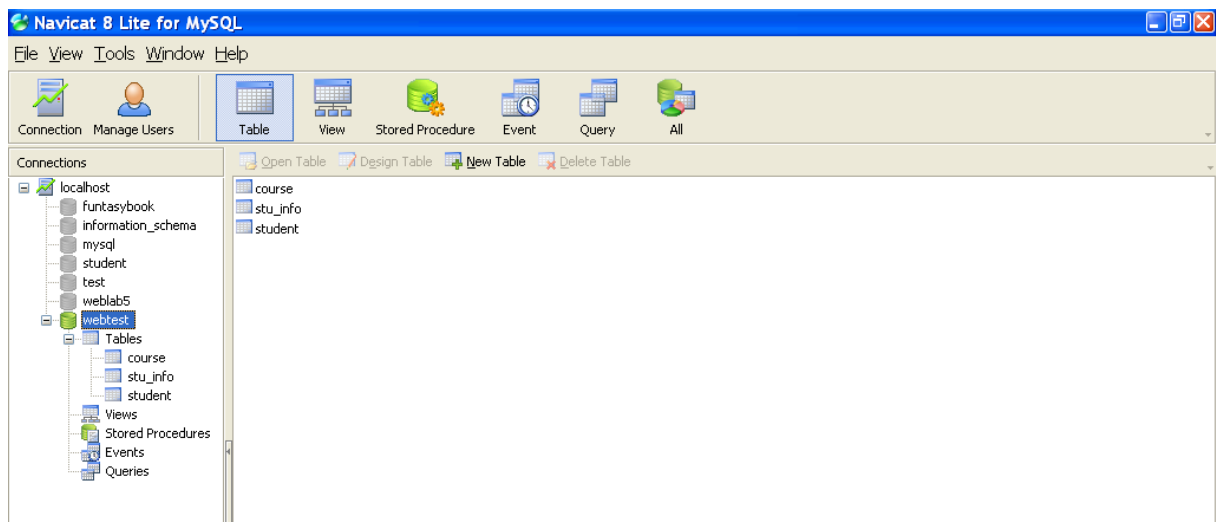 Navicat 8 Lite for MySQL
File View Tools Window Help
Connection Manage Users Table View Stored Procedure Event Query All
Connections
Open Table Design Table New Table Delete Table
localhost
funtasybook
information_schema
mysql
student
test
weblab5
webtest
Tables
course
stu_info
student
Views
Stored Procedures
Events
Queries
course
stu_info
student